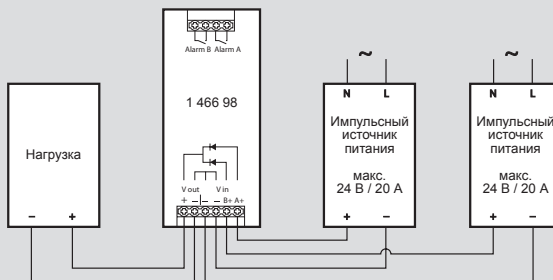 Alarm B Alarm A
1 466 98
Нагрузка
V out V in
+ – – – B+ A+
– +
~
N L
Импульсный
источник
питания
макс.
24 В / 20 А
+ –
~
N L
Импульсный
источник
питания
макс.
24 В / 20 А
+ –